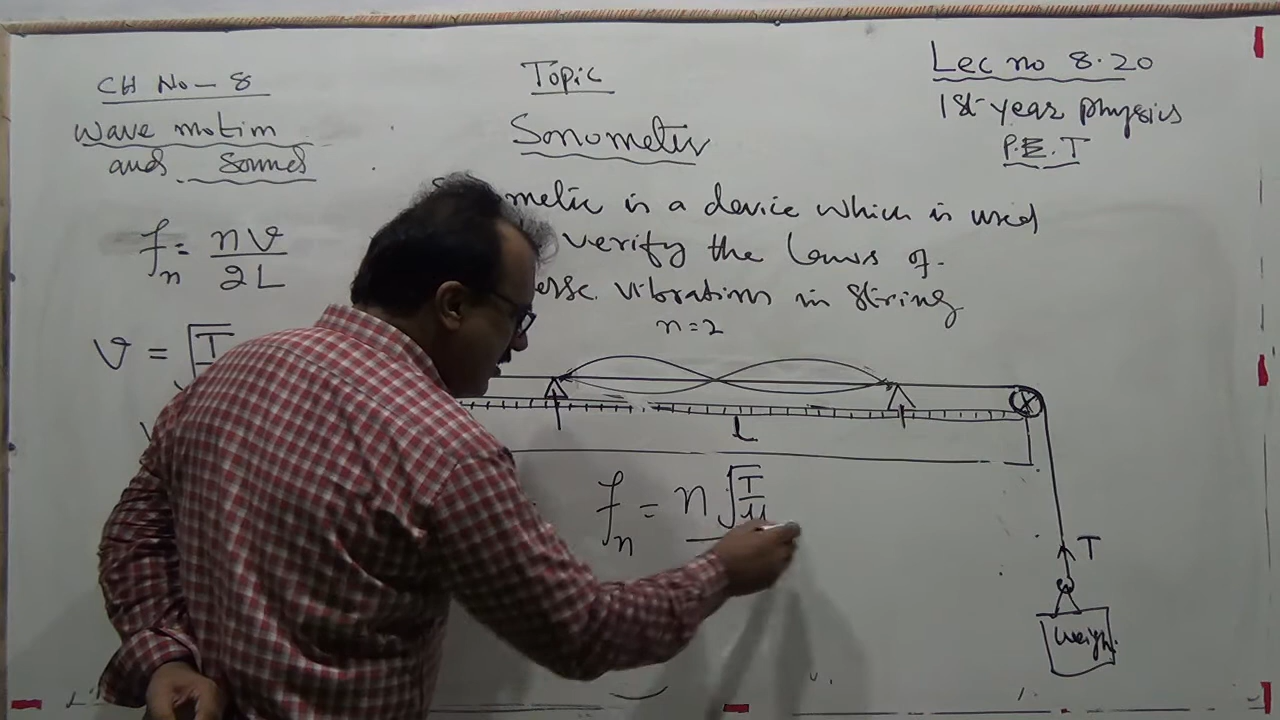 CH No - 8
Wave motion
and Sound
Topic
Sonometer
Lec no 8.20
1st year physics
P.E.T
meter is a device which is used
verify the laws of
erse vibrations in string
n=2
fn = nv/2L
v = √T
L
fn = n√T/μ
T
Weigh